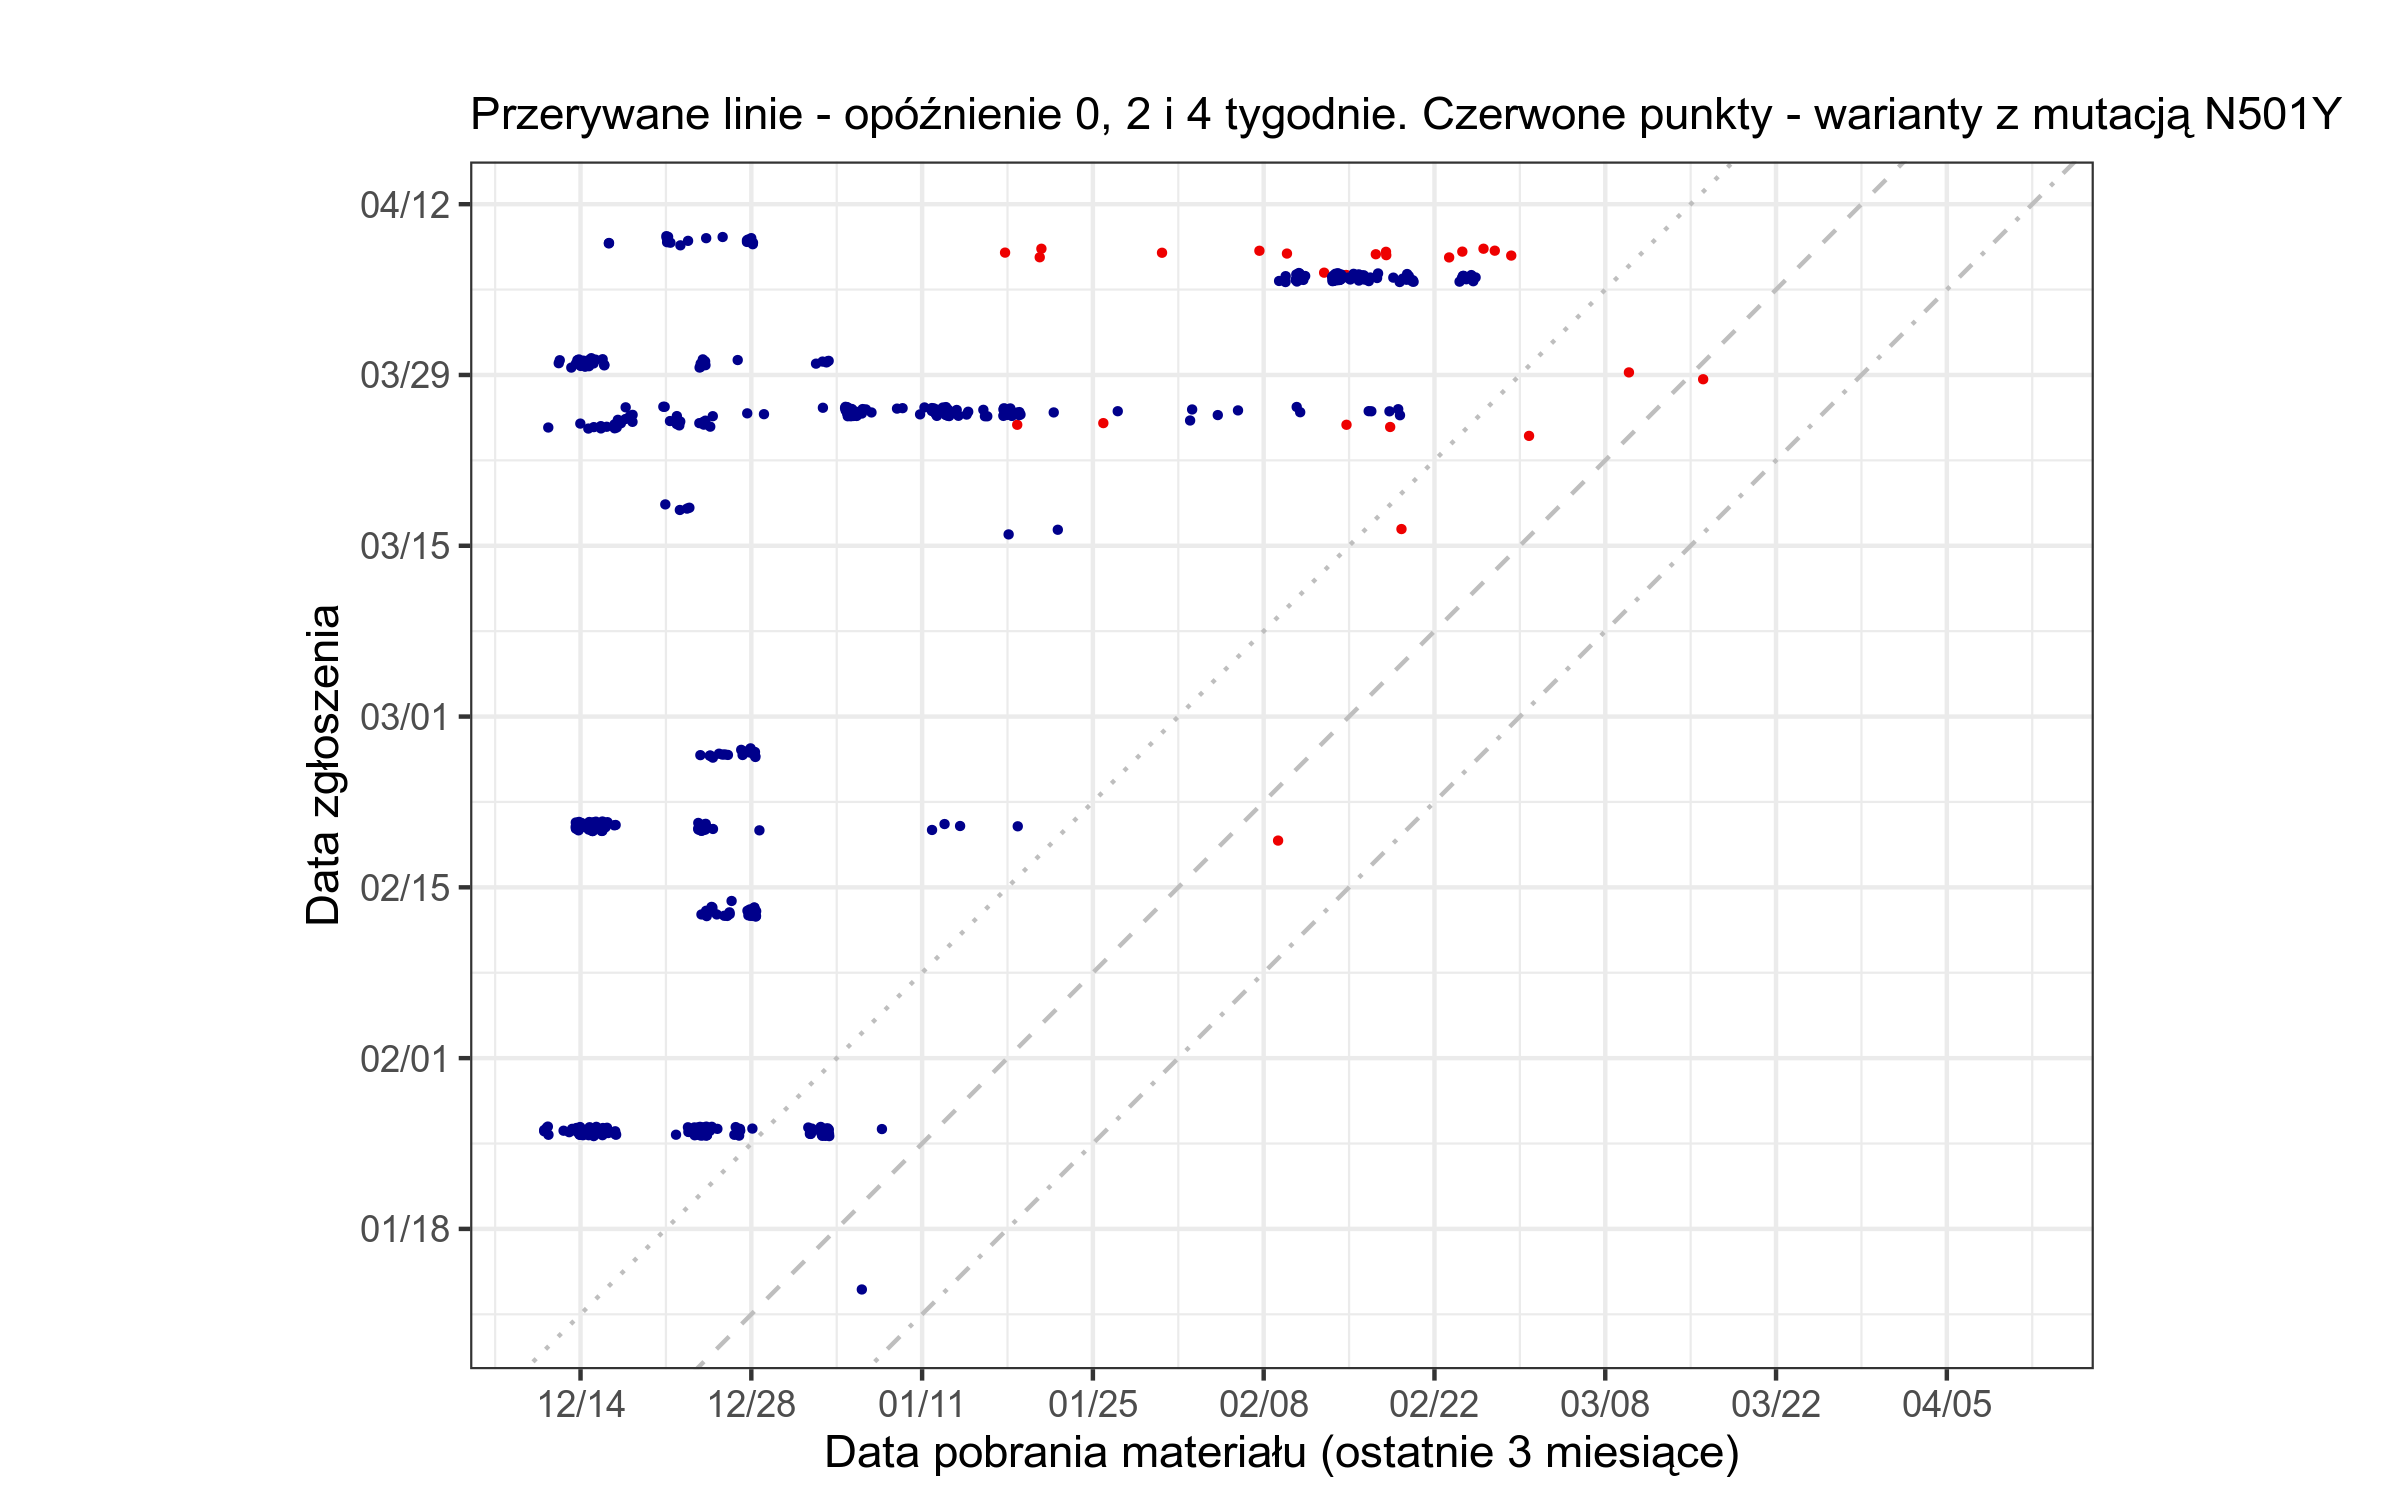 Przerywane linie - opóźnienie 0, 2 i 4 tygodnie. Czerwone punkty - warianty z mutacją N501Y
Data zgłoszenia
04/12
03/29
03/15
03/01
02/15
02/01
01/18
12/14 12/28 01/11 01/25 02/08 02/22 03/08 03/22 04/05
Data pobrania materiału (ostatnie 3 miesiące)